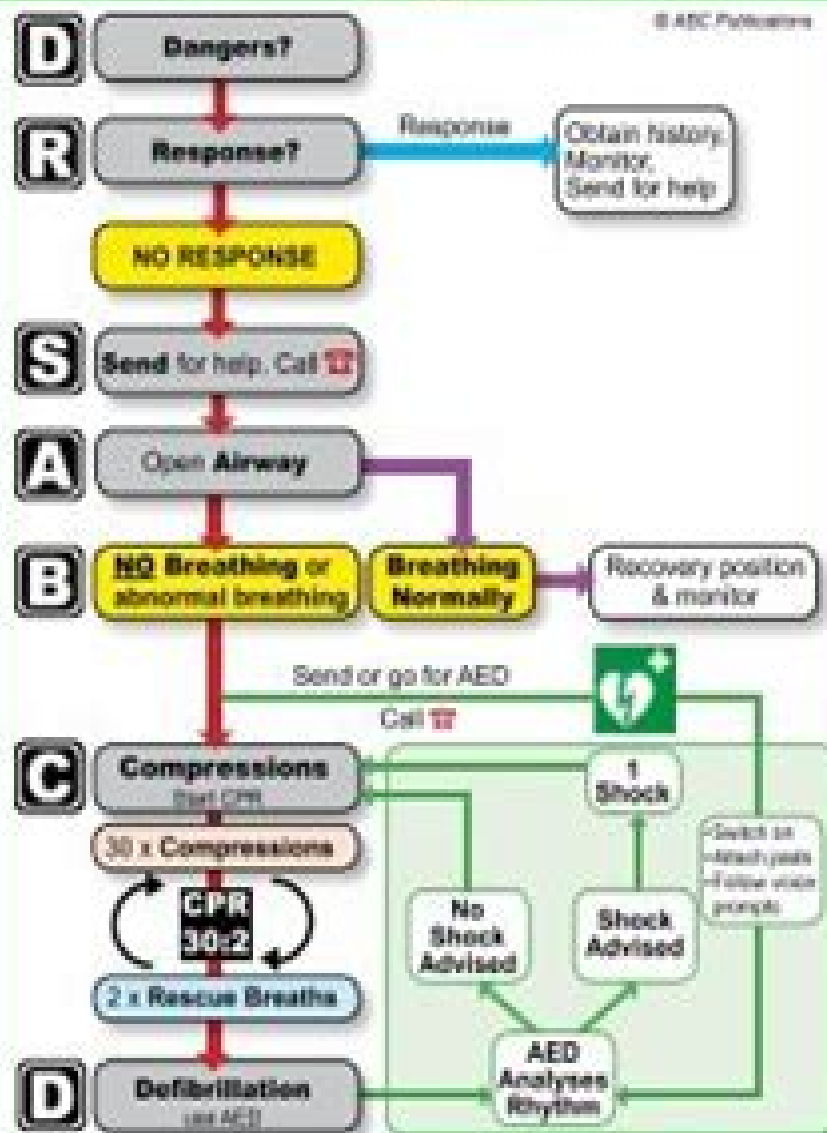 © ABC Publications
D
Dangers?
R
Response?
Response
Obtain history,
Monitor,
Send for help
NO RESPONSE
S
Send for help. Call ☎
A
Open Airway
B
NO Breathing or
abnormal breathing
Breathing
Normally
Recovery position
& monitor
Send or go for AED
Call ☎
C
Compressions
Start CPR
1
Shock
30 x Compressions
•Switch on
•Attach pads
•Follow voice
prompts
CPR
30:2
No
Shock
Advised
Shock
Advised
2 x Rescue Breaths
D
Defibrillation
use AED
AED
Analyses
Rhythm